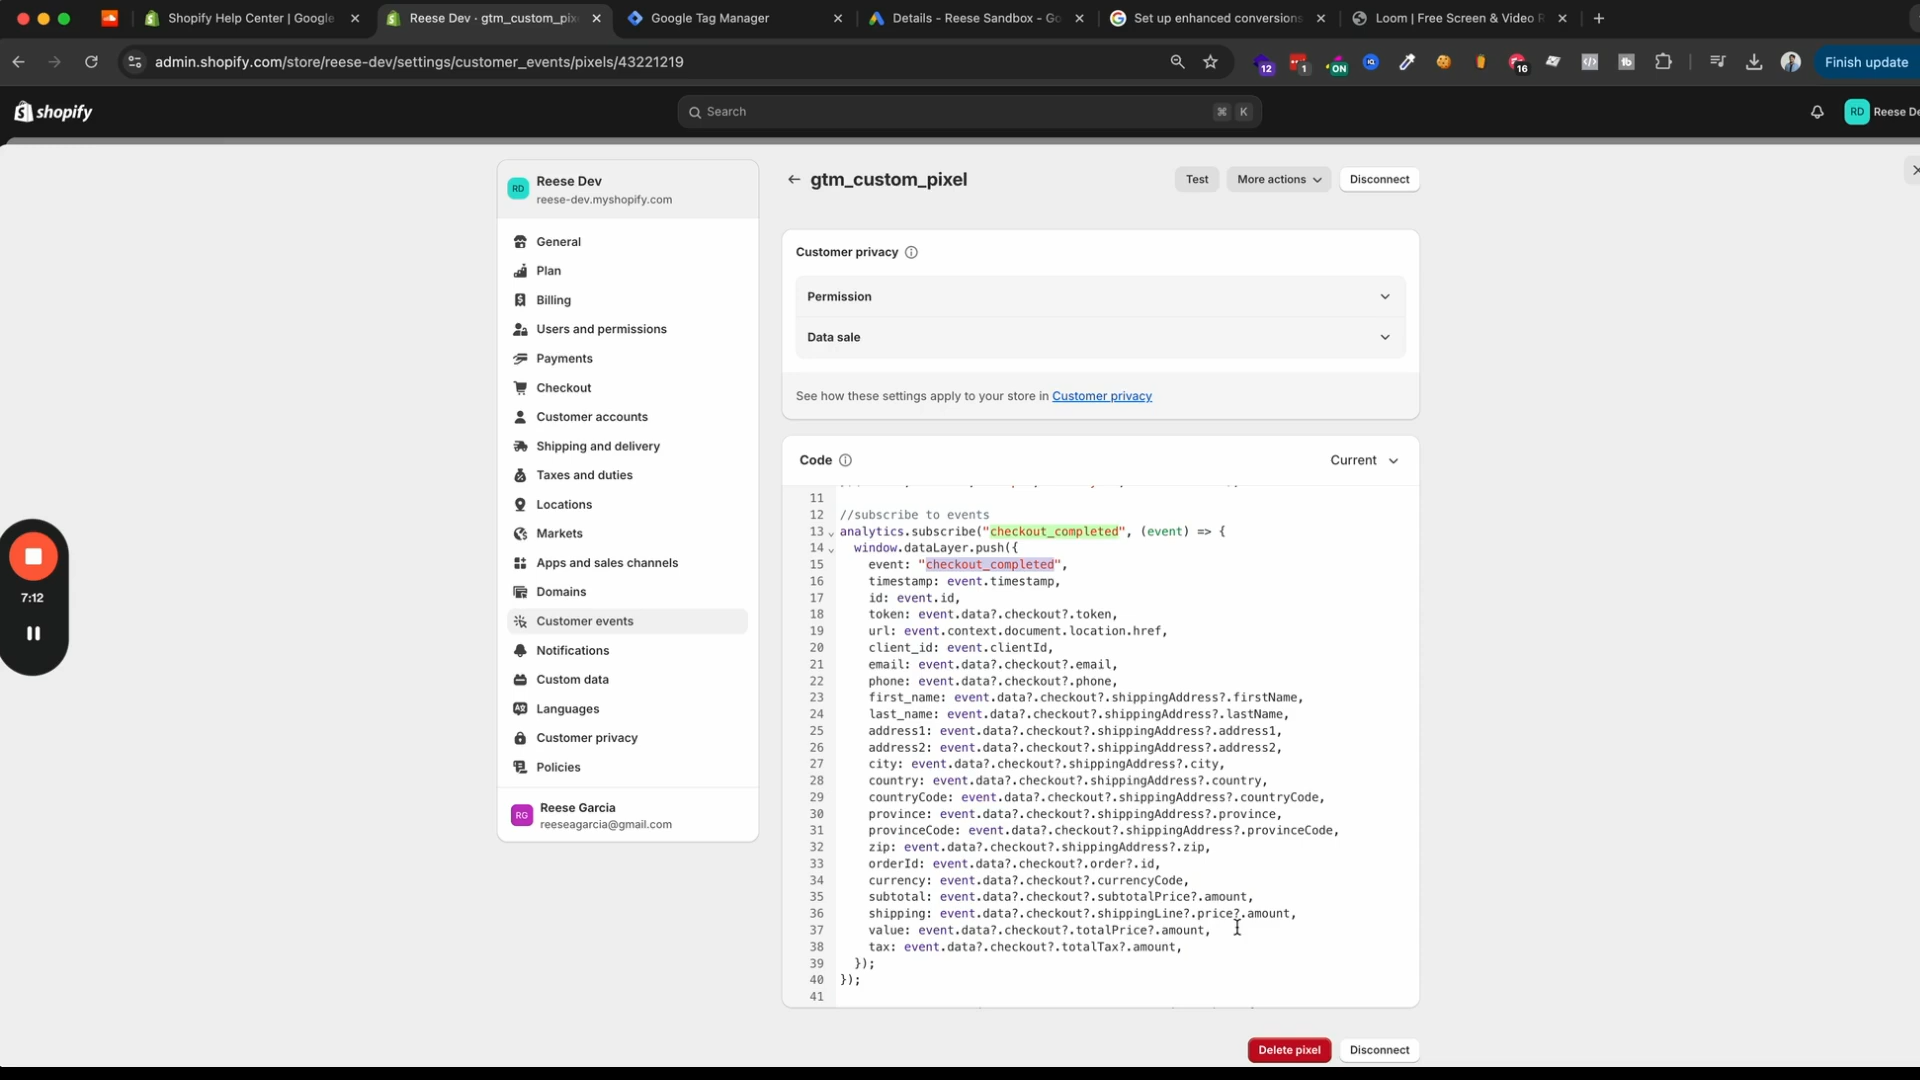 Shopify Help Center | Google
Reese Dev · gtm_custom_pix
Google Tag Manager
Details - Reese Sandbox - Go
Set up enhanced conversions
Loom | Free Screen & Video R
admin.shopify.com/store/reese-dev/settings/customer_events/pixels/43221219
12
1
ON
16
Finish update
shopify
Search
⌘ K
RD
Reese De
RD
Reese Dev
reese-dev.myshopify.com
General
Plan
Billing
Users and permissions
Payments
Checkout
Customer accounts
Shipping and delivery
Taxes and duties
Locations
Markets
Apps and sales channels
Domains
Customer events
Notifications
Custom data
Languages
Customer privacy
Policies
RG
Reese Garcia
reeseagarcia@gmail.com
7:12
gtm_custom_pixel
Test
More actions
Disconnect
Customer privacy
Permission
Data sale
See how these settings apply to your store in Customer privacy
Code
Current
11
12 //subscribe to events
13 analytics.subscribe("checkout_completed", (event) => {
14 window.dataLayer.push({
15 event: "checkout_completed",
16 timestamp: event.timestamp,
17 id: event.id,
18 token: event.data?.checkout?.token,
19 url: event.context.document.location.href,
20 client_id: event.clientId,
21 email: event.data?.checkout?.email,
22 phone: event.data?.checkout?.phone,
23 first_name: event.data?.checkout?.shippingAddress?.firstName,
24 last_name: event.data?.checkout?.shippingAddress?.lastName,
25 address1: event.data?.checkout?.shippingAddress?.address1,
26 address2: event.data?.checkout?.shippingAddress?.address2,
27 city: event.data?.checkout?.shippingAddress?.city,
28 country: event.data?.checkout?.shippingAddress?.country,
29 countryCode: event.data?.checkout?.shippingAddress?.countryCode,
30 province: event.data?.checkout?.shippingAddress?.province,
31 provinceCode: event.data?.checkout?.shippingAddress?.provinceCode,
32 zip: event.data?.checkout?.shippingAddress?.zip,
33 orderId: event.data?.checkout?.order?.id,
34 currency: event.data?.checkout?.currencyCode,
35 subtotal: event.data?.checkout?.subtotalPrice?.amount,
36 shipping: event.data?.checkout?.shippingLine?.price?.amount,
37 value: event.data?.checkout?.totalPrice?.amount,
38 tax: event.data?.checkout?.totalTax?.amount,
39 });
40 });
41
Delete pixel
Disconnect